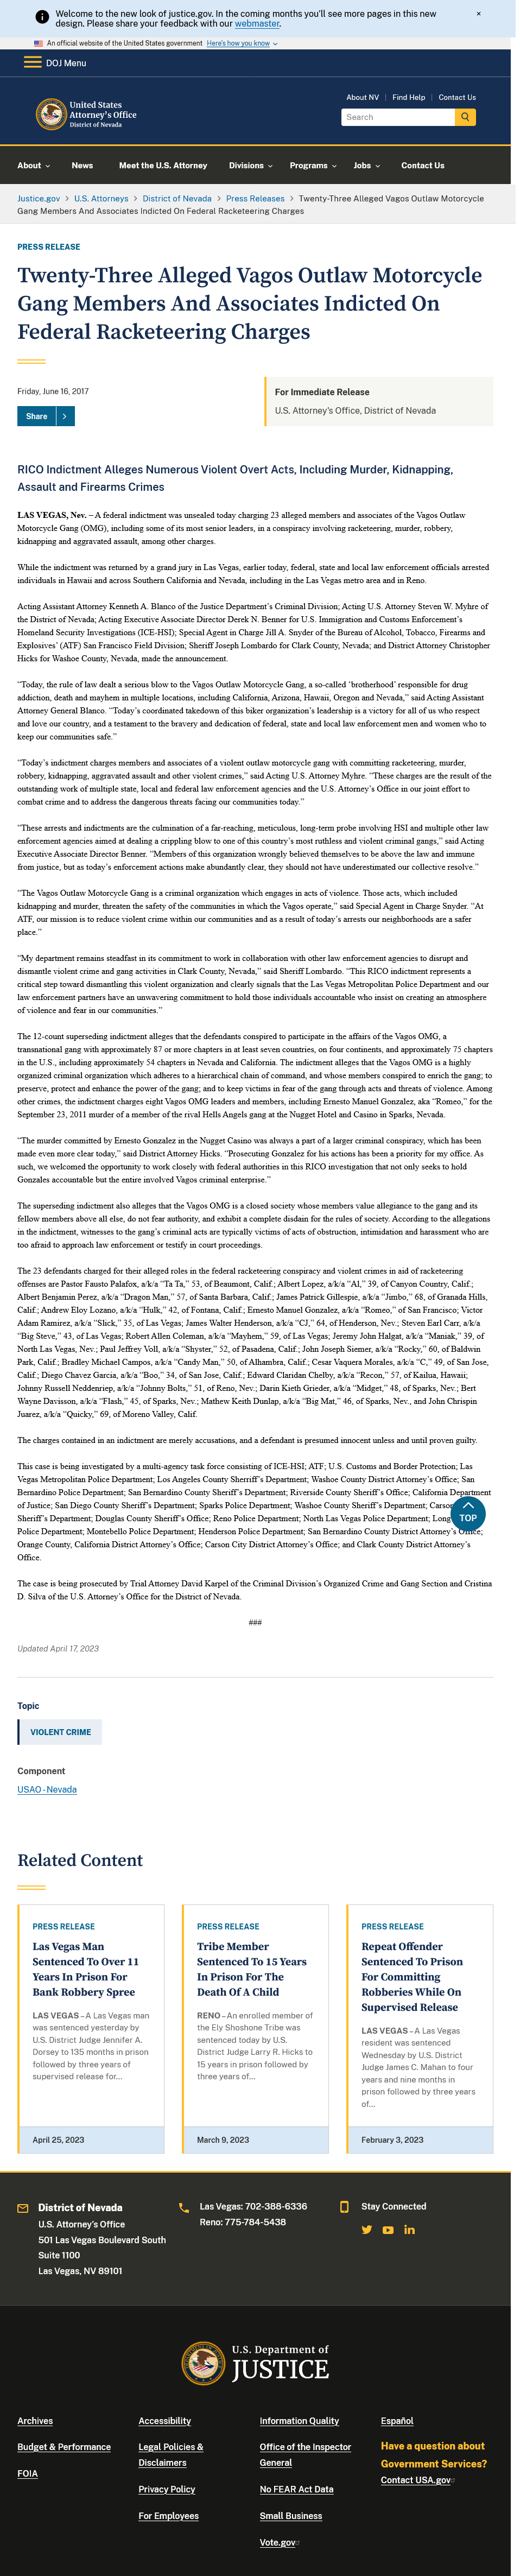 Welcome to the new look of justice.gov. In the coming months you'll see more pages in this new
design. Please share your feedback with our webmaster.
×
An official website of the United States government Here's how you know
DOJ Menu
About NV
Find Help
Contact Us
United States
Attorney's Office
District of Nevada
Search
About
News
Meet the U.S. Attorney
Divisions
Programs
Jobs
Contact Us
Justice.gov > U.S. Attorneys > District of Nevada > Press Releases > Twenty-Three Alleged Vagos Outlaw Motorcycle
Gang Members And Associates Indicted On Federal Racketeering Charges
PRESS RELEASE
Twenty-Three Alleged Vagos Outlaw Motorcycle
Gang Members And Associates Indicted On
Federal Racketeering Charges
Friday, June 16, 2017
Share
For Immediate Release
U.S. Attorney's Office, District of Nevada
RICO Indictment Alleges Numerous Violent Overt Acts, Including Murder, Kidnapping,
Assault and Firearms Crimes
LAS VEGAS, Nev. – A federal indictment was unsealed today charging 23 alleged members and associates of the Vagos Outlaw
Motorcycle Gang (OMG), including some of its most senior leaders, in a conspiracy involving racketeering, murder, robbery,
kidnapping and aggravated assault, among other charges.
While the indictment was returned by a grand jury in Las Vegas, earlier today, federal, state and local law enforcement officials arrested
individuals in Hawaii and across Southern California and Nevada, including in the Las Vegas metro area and in Reno.
Acting Assistant Attorney Kenneth A. Blanco of the Justice Department's Criminal Division; Acting U.S. Attorney Steven W. Myhre of
the District of Nevada; Acting Executive Associate Director Derek N. Benner for U.S. Immigration and Customs Enforcement's
Homeland Security Investigations (ICE-HSI); Special Agent in Charge Jill A. Snyder of the Bureau of Alcohol, Tobacco, Firearms and
Explosives' (ATF) San Francisco Field Division; Sheriff Joseph Lombardo for Clark County, Nevada; and District Attorney Christopher
Hicks for Washoe County, Nevada, made the announcement.
"Today, the rule of law dealt a serious blow to the Vagos Outlaw Motorcycle Gang, a so-called 'brotherhood' responsible for drug
addiction, death and mayhem in multiple locations, including California, Arizona, Hawaii, Oregon and Nevada," said Acting Assistant
Attorney General Blanco. "Today's coordinated takedown of this biker organization's leadership is a victory for all of us who respect
law, order and country, and a testament to the bravery and dedication of federal, state and local law enforcement men and women who to
keep our communities safe."
"Today's indictment charges members and associates of a violent outlaw motorcycle gang with committing racketeering, murder,
robbery, kidnapping, aggravated assault and other violent crimes," said Acting U.S. Attorney Myhre. "These charges are the result of the
outstanding work of multiple state, local and federal law enforcement agencies and the U.S. Attorney's Office in our joint effort to
combat crime and to address the dangerous threats facing our communities today."
"These arrests and indictments are the culmination of a far-reaching, meticulous, long-term probe involving HSI and multiple other law
enforcement agencies aimed at dealing a crippling blow to one of this country's most ruthless and violent criminal gangs," said Acting
Executive Associate Director Benner. "Members of this organization wrongly believed themselves to be above the law and immune
from justice, but as today's enforcement actions make abundantly clear, they should not have underestimated our collective resolve."
"The Vagos Outlaw Motorcycle Gang is a criminal organization which engages in acts of violence. Those acts, which included
kidnapping and murder, threaten the safety of the communities in which the Vagos operate," said Special Agent in Charge Snyder. "At
ATF, our mission is to reduce violent crime within our communities and as a result of today's arrests our neighborhoods are a safer
place."
"My department remains steadfast in its commitment to work in collaboration with other law enforcement agencies to disrupt and
dismantle violent crime and gang activities in Clark County, Nevada," said Sheriff Lombardo. "This RICO indictment represents a
critical step toward dismantling this violent organization and clearly signals that the Las Vegas Metropolitan Police Department and our
law enforcement partners have an unwavering commitment to hold those individuals accountable who insist on creating an atmosphere
of violence and fear in our communities."
The 12-count superseding indictment alleges that the defendants conspired to participate in the affairs of the Vagos OMG, a
transnational gang with approximately 87 or more chapters in at least seven countries, on four continents, and approximately 75 chapters
in the U.S., including approximately 54 chapters in Nevada and California. The indictment alleges that the Vagos OMG is a highly
organized criminal organization which adheres to a hierarchical chain of command, and whose members conspired to enrich the gang; to
preserve, protect and enhance the power of the gang; and to keep victims in fear of the gang through acts and threats of violence. Among
other crimes, the indictment charges eight Vagos OMG leaders and members, including Ernesto Manuel Gonzalez, aka "Romeo," for the
September 23, 2011 murder of a member of the rival Hells Angels gang at the Nugget Hotel and Casino in Sparks, Nevada.
"The murder committed by Ernesto Gonzalez in the Nugget Casino was always a part of a larger criminal conspiracy, which has been
made even more clear today," said District Attorney Hicks. "Prosecuting Gonzalez for his actions has been a priority for my office. As
such, we welcomed the opportunity to work closely with federal authorities in this RICO investigation that not only seeks to hold
Gonzales accountable but the entire involved Vagos criminal enterprise."
The superseding indictment also alleges that the Vagos OMG is a closed society whose members value allegiance to the gang and its
fellow members above all else, do not fear authority, and exhibit a complete disdain for the rules of society. According to the allegations
in the indictment, witnesses to the gang's criminal acts are typically victims of acts of obstruction, intimidation and harassment who are
too afraid to approach law enforcement or testify in court proceedings.
The 23 defendants charged for their alleged roles in the federal racketeering conspiracy and violent crimes in aid of racketeering
offenses are Pastor Fausto Palafox, a/k/a "Ta Ta," 53, of Beaumont, Calif.; Albert Lopez, a/k/a "Al," 39, of Canyon Country, Calif.;
Albert Benjamin Perez, a/k/a "Dragon Man," 57, of Santa Barbara, Calif.; James Patrick Gillespie, a/k/a "Jimbo," 68, of Granada Hills,
Calif.; Andrew Eloy Lozano, a/k/a "Hulk," 42, of Fontana, Calif.; Ernesto Manuel Gonzalez, a/k/a "Romeo," of San Francisco; Victor
Adam Ramirez, a/k/a "Slick," 35, of Las Vegas; James Walter Henderson, a/k/a "CJ," 64, of Henderson, Nev.; Steven Earl Carr, a/k/a
"Big Steve," 43, of Las Vegas; Robert Allen Coleman, a/k/a "Mayhem," 59, of Las Vegas; Jeremy John Halgat, a/k/a "Maniak," 39, of
North Las Vegas, Nev.; Paul Jeffrey Voll, a/k/a "Shyster," 52, of Pasadena, Calif.; John Joseph Siemer, a/k/a "Rocky," 60, of Baldwin
Park, Calif.; Bradley Michael Campos, a/k/a "Candy Man," 50, of Alhambra, Calif.; Cesar Vaquera Morales, a/k/a "C," 49, of San Jose,
Calif.; Diego Chavez Garcia, a/k/a "Boo," 34, of San Jose, Calif.; Edward Claridan Chelby, a/k/a "Recon," 57, of Kailua, Hawaii;
Johnny Russell Neddenriep, a/k/a "Johnny Bolts," 51, of Reno, Nev.; Darin Kieth Grieder, a/k/a "Midget," 48, of Sparks, Nev.; Bert
Wayne Davisson, a/k/a "Flash," 45, of Sparks, Nev.; Mathew Keith Dunlap, a/k/a "Big Mat," 46, of Sparks, Nev., and John Chrispin
Juarez, a/k/a "Quicky," 69, of Moreno Valley, Calif.
The charges contained in an indictment are merely accusations, and a defendant is presumed innocent unless and until proven guilty.
This case is being investigated by a multi-agency task force consisting of ICE-HSI; ATF; U.S. Customs and Border Protection; Las
Vegas Metropolitan Police Department; Los Angeles County Sherriff's Department; Washoe County District Attorney's Office; San
Bernardino Police Department; San Bernardino County Sheriff's Department; Riverside County Sheriff's Office; California Department
of Justice; San Diego County Sheriff's Department; Sparks Police Department; Washoe County Sheriff's Department; Carson
Sheriff's Department; Douglas County Sheriff's Office; Reno Police Department; North Las Vegas Police Department; Long
Police Department; Montebello Police Department; Henderson Police Department; San Bernardino County District Attorney's Office;
Orange County, California District Attorney's Office; Carson City District Attorney's Office; and Clark County District Attorney's
Office.
TOP
The case is being prosecuted by Trial Attorney David Karpel of the Criminal Division's Organized Crime and Gang Section and Cristina
D. Silva of the U.S. Attorney's Office for the District of Nevada.
###
Updated April 17, 2023
Topic
VIOLENT CRIME
Component
USAO - Nevada
Related Content
PRESS RELEASE
Las Vegas Man
Sentenced To Over 11
Years In Prison For
Bank Robbery Spree
LAS VEGAS – A Las Vegas man
was sentenced yesterday by
U.S. District Judge Jennifer A.
Dorsey to 135 months in prison
followed by three years of
supervised release for...
April 25, 2023
PRESS RELEASE
Tribe Member
Sentenced To 15 Years
In Prison For The
Death Of A Child
RENO – An enrolled member of
the Ely Shoshone Tribe was
sentenced today by U.S.
District Judge Larry R. Hicks to
15 years in prison followed by
three years of...
March 9, 2023
PRESS RELEASE
Repeat Offender
Sentenced To Prison
For Committing
Robberies While On
Supervised Release
LAS VEGAS – A Las Vegas
resident was sentenced
Wednesday by U.S. District
Judge James C. Mahan to four
years and nine months in
prison followed by three years
of...
February 3, 2023
District of Nevada
U.S. Attorney's Office
501 Las Vegas Boulevard South
Suite 1100
Las Vegas, NV 89101
Las Vegas: 702-388-6336
Reno: 775-784-5438
Stay Connected
U.S. Department of
JUSTICE
Archives
Budget & Performance
FOIA
Accessibility
Legal Policies &
Disclaimers
Privacy Policy
For Employees
Information Quality
Office of the Inspector
General
No FEAR Act Data
Small Business
Vote.gov
Español
Have a question about
Government Services?
Contact USA.gov